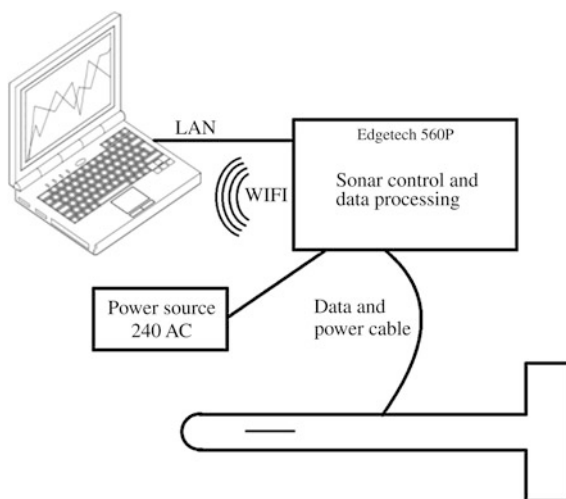 LAN
WIFI
Edgetech 560P
Sonar control and
data processing
Power source
240 AC
Data and
power cable